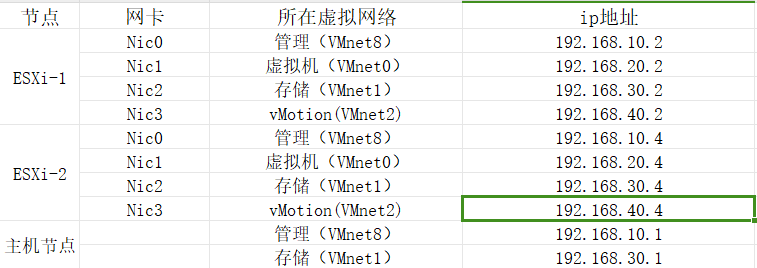 节点 网卡 所在虚拟网络 ip地址
ESXi-1
Nic0 管理（VMnet8） 192.168.10.2
Nic1 虚拟机（VMnet0） 192.168.20.2
Nic2 存储（VMnet1） 192.168.30.2
Nic3 vMotion(VMnet2) 192.168.40.2
ESXi-2
Nic0 管理（VMnet8） 192.168.10.4
Nic1 虚拟机（VMnet0） 192.168.20.4
Nic2 存储（VMnet1） 192.168.30.4
Nic3 vMotion(VMnet2) 192.168.40.4
主机节点
管理（VMnet8） 192.168.10.1
存储（VMnet1） 192.168.30.1